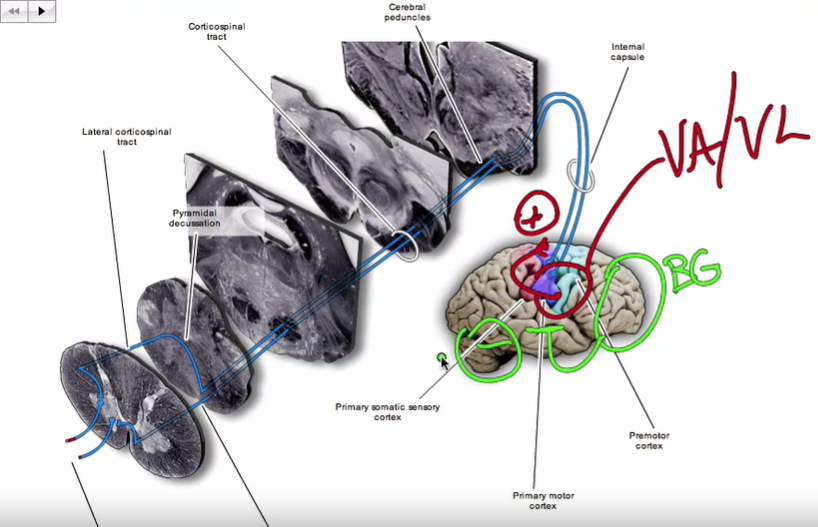 Cerebral
peduncles
Corticospinal
tract
Internal
capsule
VA/VL
Lateral corticospinal
tract
Pyramidal
decussation
+
BG
T
Primary somatic sensory
cortex
Premotor
cortex
Primary motor
cortex